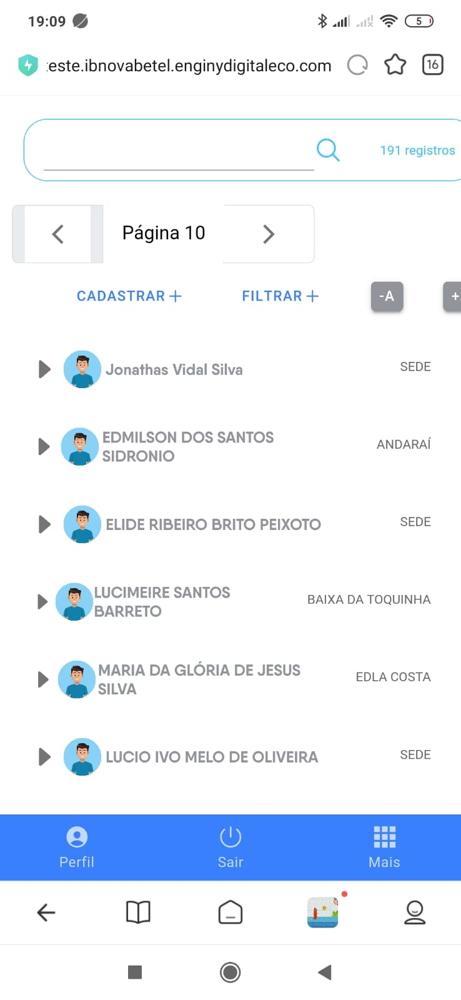 19:09
5
este.ibnovabetel.enginydigitaleco.com
16
191 registros
Página 10
CADASTRAR + FILTRAR + -A +
Jonathas Vidal Silva SEDE
EDMILSON DOS SANTOS
SIDRONIO
ANDARAÍ
ELIDE RIBEIRO BRITO PEIXOTO SEDE
LUCIMEIRE SANTOS
BARRETO
BAIXA DA TOQUINHA
MARIA DA GLÓRIA DE JESUS
SILVA
EDLA COSTA
LUCIO IVO MELO DE OLIVEIRA SEDE
Perfil Sair Mais